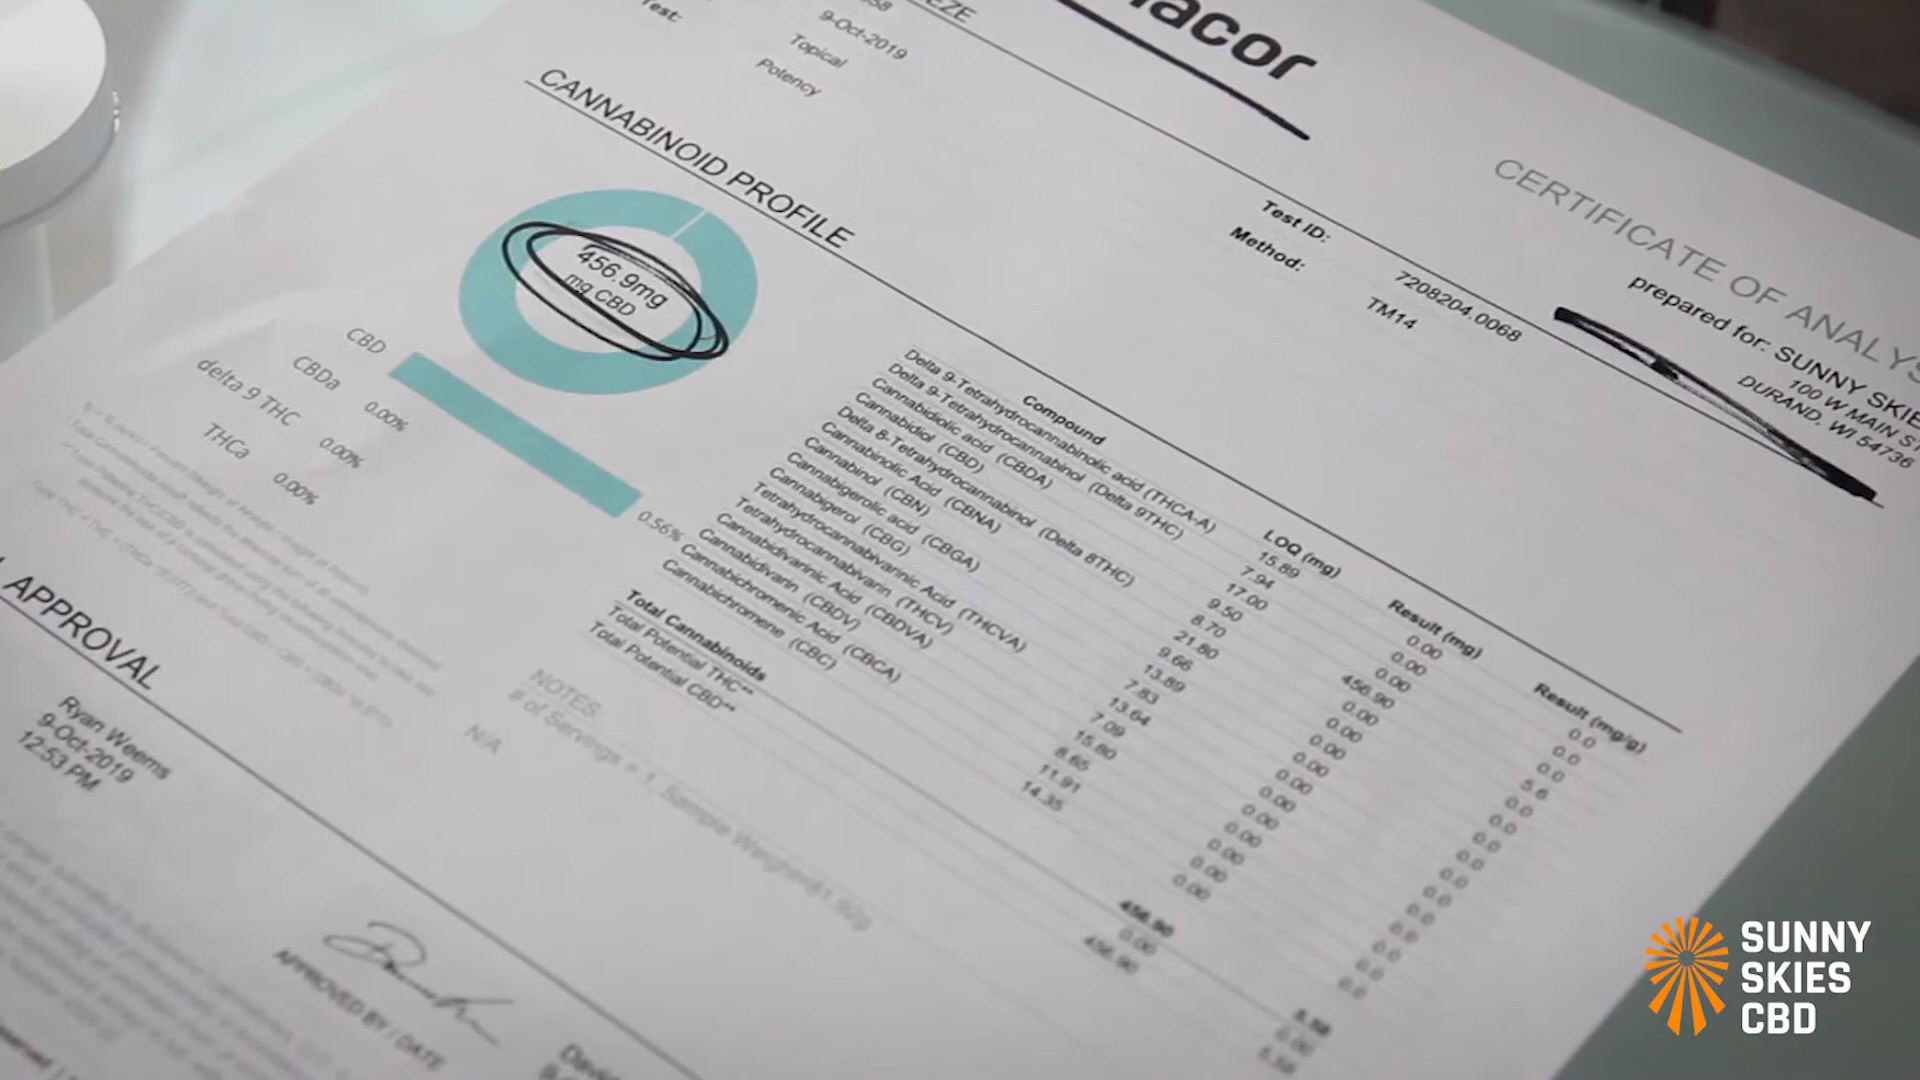 EZE
nacor
58
Test:
9-Oct-2019
Topical
Potency
CERTIFICATE OF ANALYS
prepared for: SUNNY SKIE
100 W MAIN ST
DURAND, WI 54736
Test ID: 7208204.0068
Method: TM14
CANNABINOID PROFILE
456.9mg
mg CBD
CBD 0.56%
CBDa 0.00%
delta 9 THC 0.00%
THCa 0.00%
Compound LOQ (mg) Result (mg) Result (mg/g)
Delta 9-Tetrahydrocannabinolic acid (THCA-A) 15.89 0.00 0.0
Delta 9-Tetrahydrocannabinol (Delta 9THC) 7.94 0.00 0.0
Cannabidiolic acid (CBDA) 17.00 0.00 0.0
Cannabidiol (CBD) 9.50 456.90 5.6
Delta 8-Tetrahydrocannabinol (Delta 8THC) 8.70 0.00 0.0
Cannabinolic Acid (CBNA) 21.80 0.00 0.0
Cannabinol (CBN) 9.66 0.00 0.0
Cannabigerolic acid (CBGA) 13.89 0.00 0.0
Cannabigerol (CBG) 7.83 0.00 0.0
Tetrahydrocannabivarinic Acid (THCVA) 13.64 0.00 0.0
Tetrahydrocannabivarin (THCV) 7.09 0.00 0.0
Cannabidivarinic Acid (CBDVA) 15.80 0.00 0.0
Cannabidivarin (CBDV) 8.65 0.00 0.0
Cannabichromenic Acid (CBCA) 11.91 0.00 0.0
Cannabichromene (CBC) 14.35 0.00 0.0
Total Cannabinoids 456.90 5.58
Total Potential THC** 0.00 0.00
Total Potential CBD** 456.90 5.58
NOTES:
# of Servings = 1, Sample Weight=
N/A
APPROVAL
Ryan Weems
9-Oct-2019
12:53 PM
APPROVED BY / DATE
SUNNY
SKIES
CBD